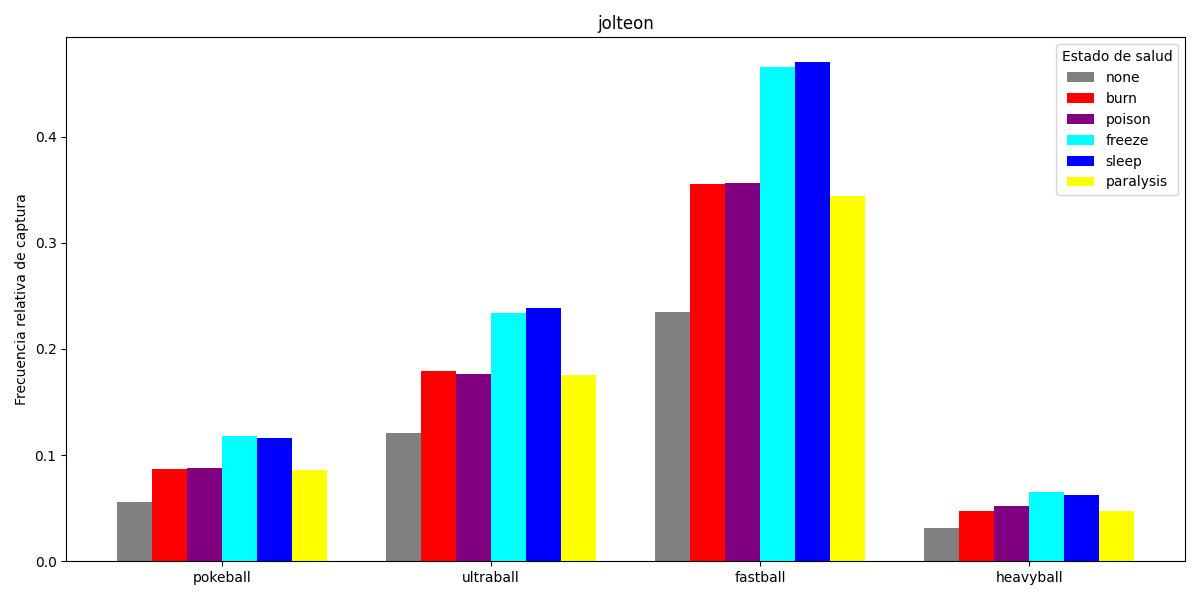 jolteon
Estado de salud
none
burn
poison
freeze
sleep
paralysis
Frecuencia relativa de captura
0.4
0.3
0.2
0.1
0.0
pokeball
ultraball
fastball
heavyball